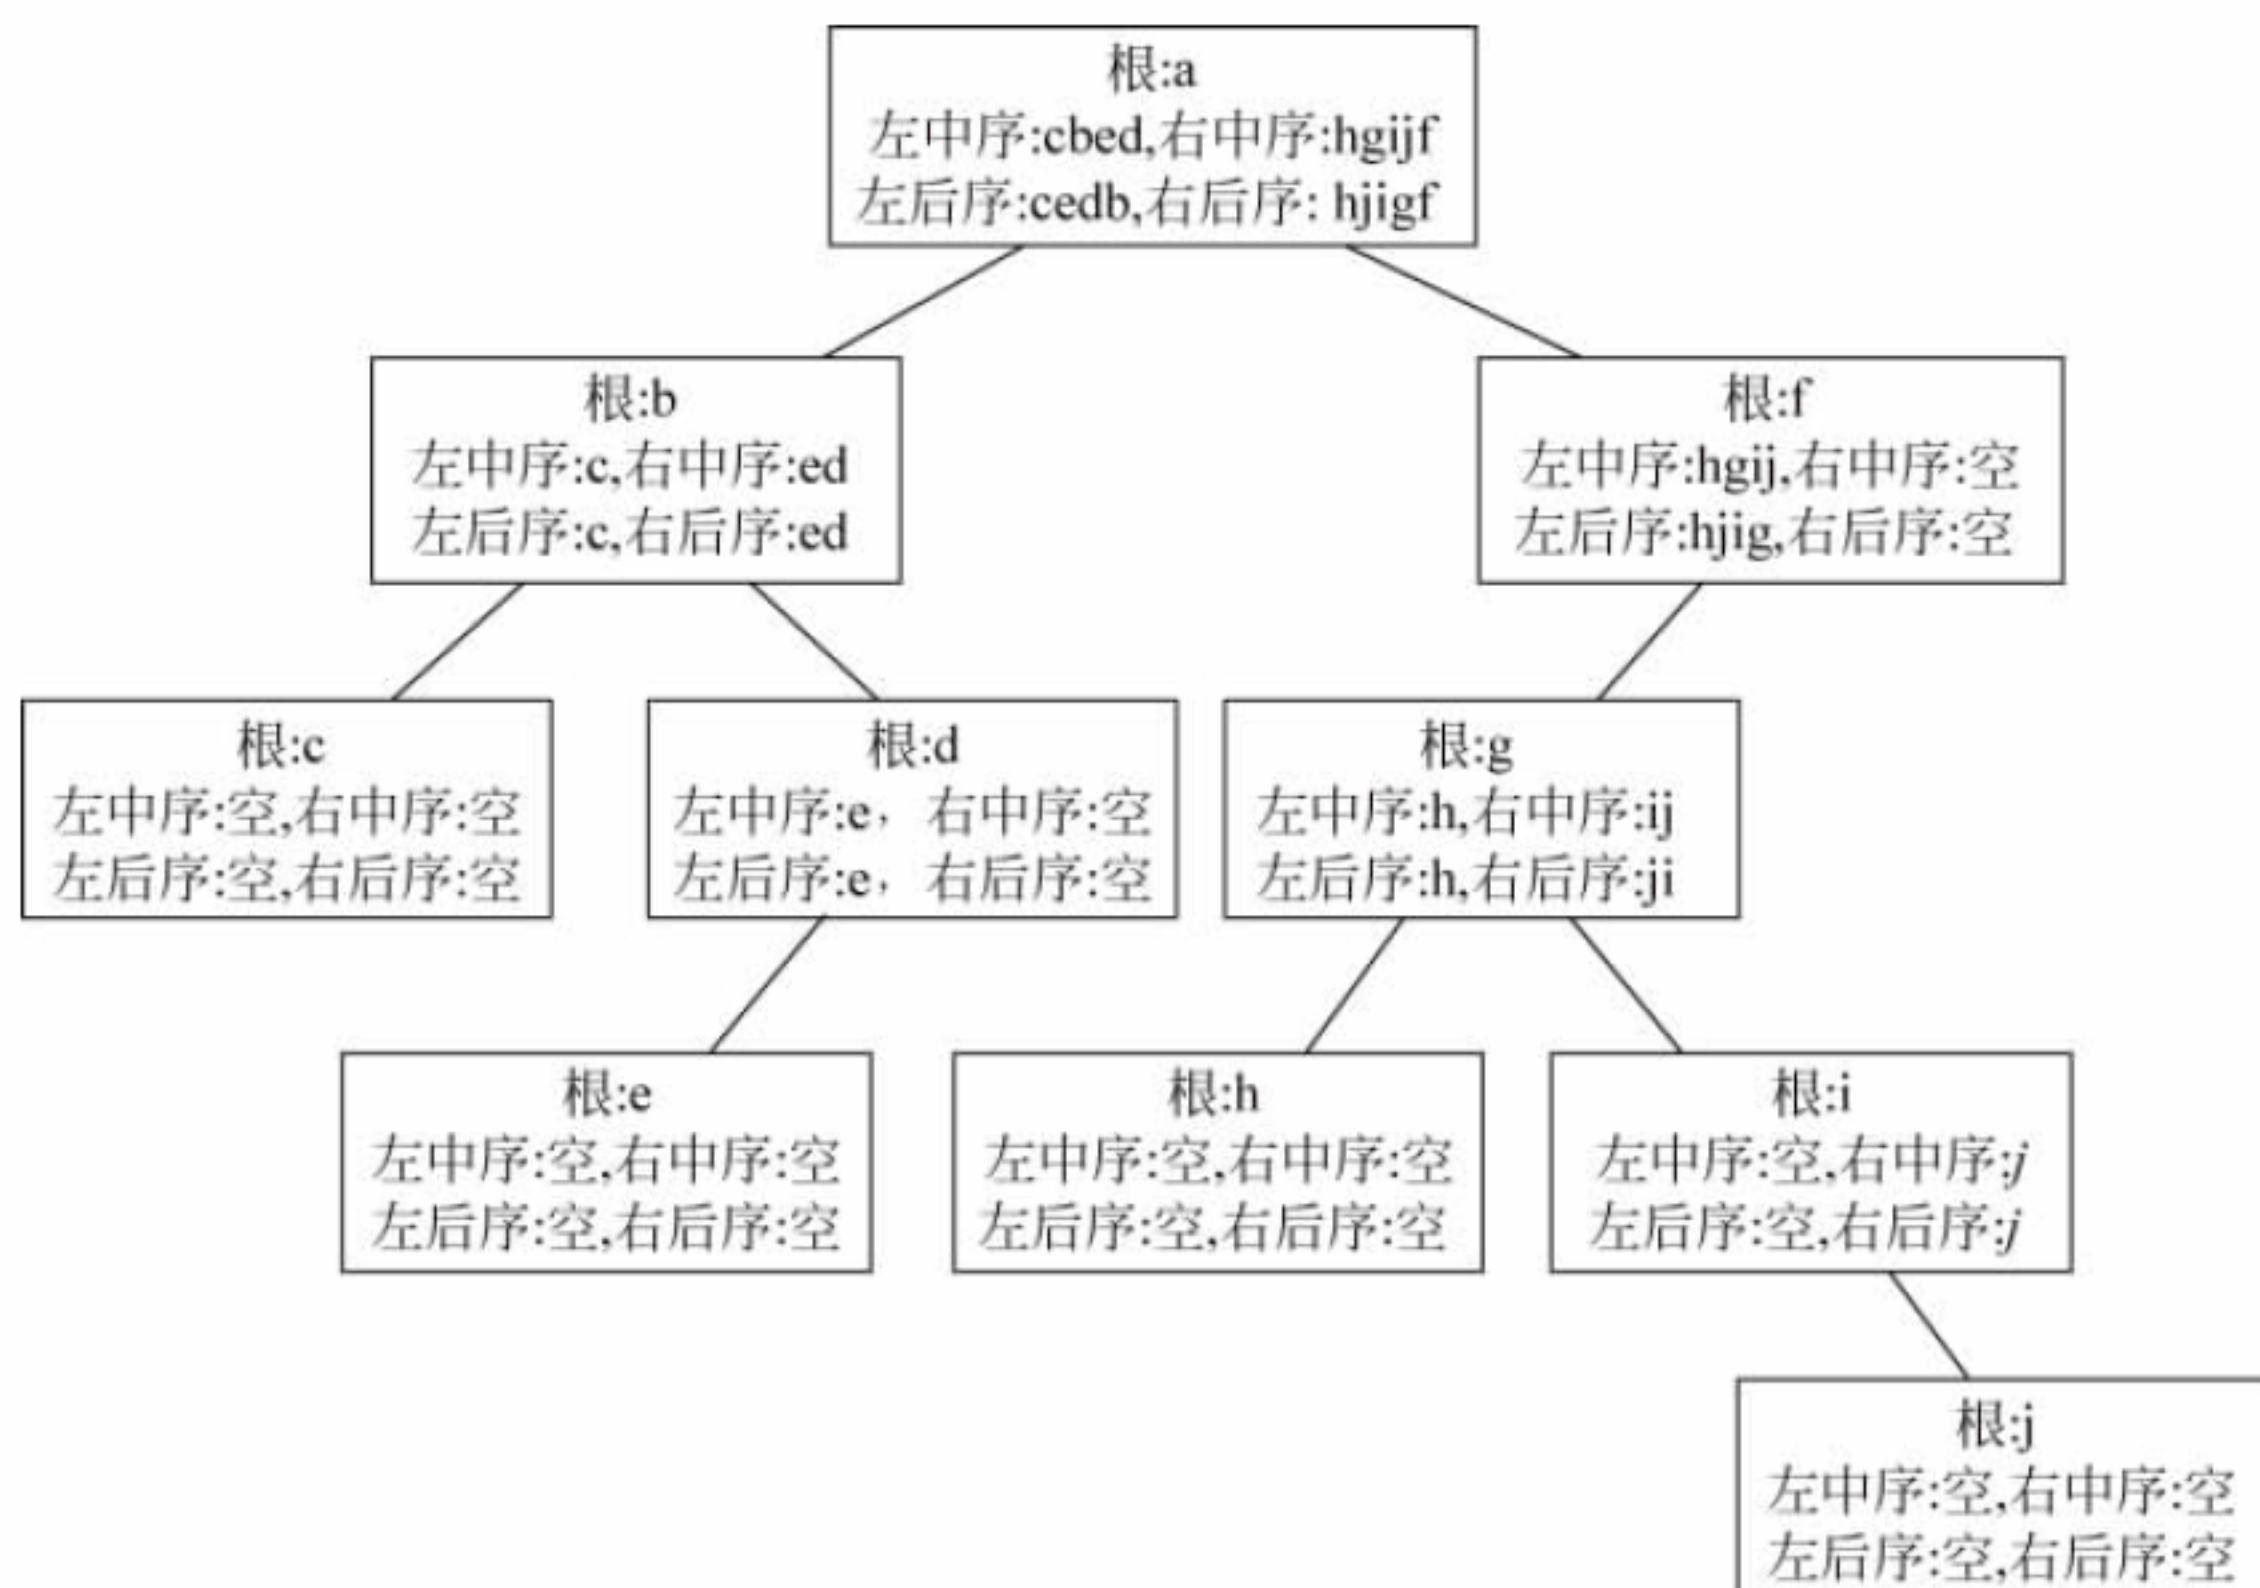 根:a
左中序:cbed,右中序:hgijf
左后序:cedb,右后序: hjigf
根:b
左中序:c,右中序:ed
左后序:c,右后序:ed
根:f
左中序:hgij,右中序:空
左后序:hjig,右后序:空
根:c
左中序:空,右中序:空
左后序:空,右后序:空
根:d
左中序:e，右中序:空
左后序:e，右后序:空
根:g
左中序:h,右中序:ij
左后序:h,右后序:ji
根:e
左中序:空,右中序:空
左后序:空,右后序:空
根:h
左中序:空,右中序:空
左后序:空,右后序:空
根:i
左中序:空,右中序:j
左后序:空,右后序:j
根:j
左中序:空,右中序:空
左后序:空,右后序:空